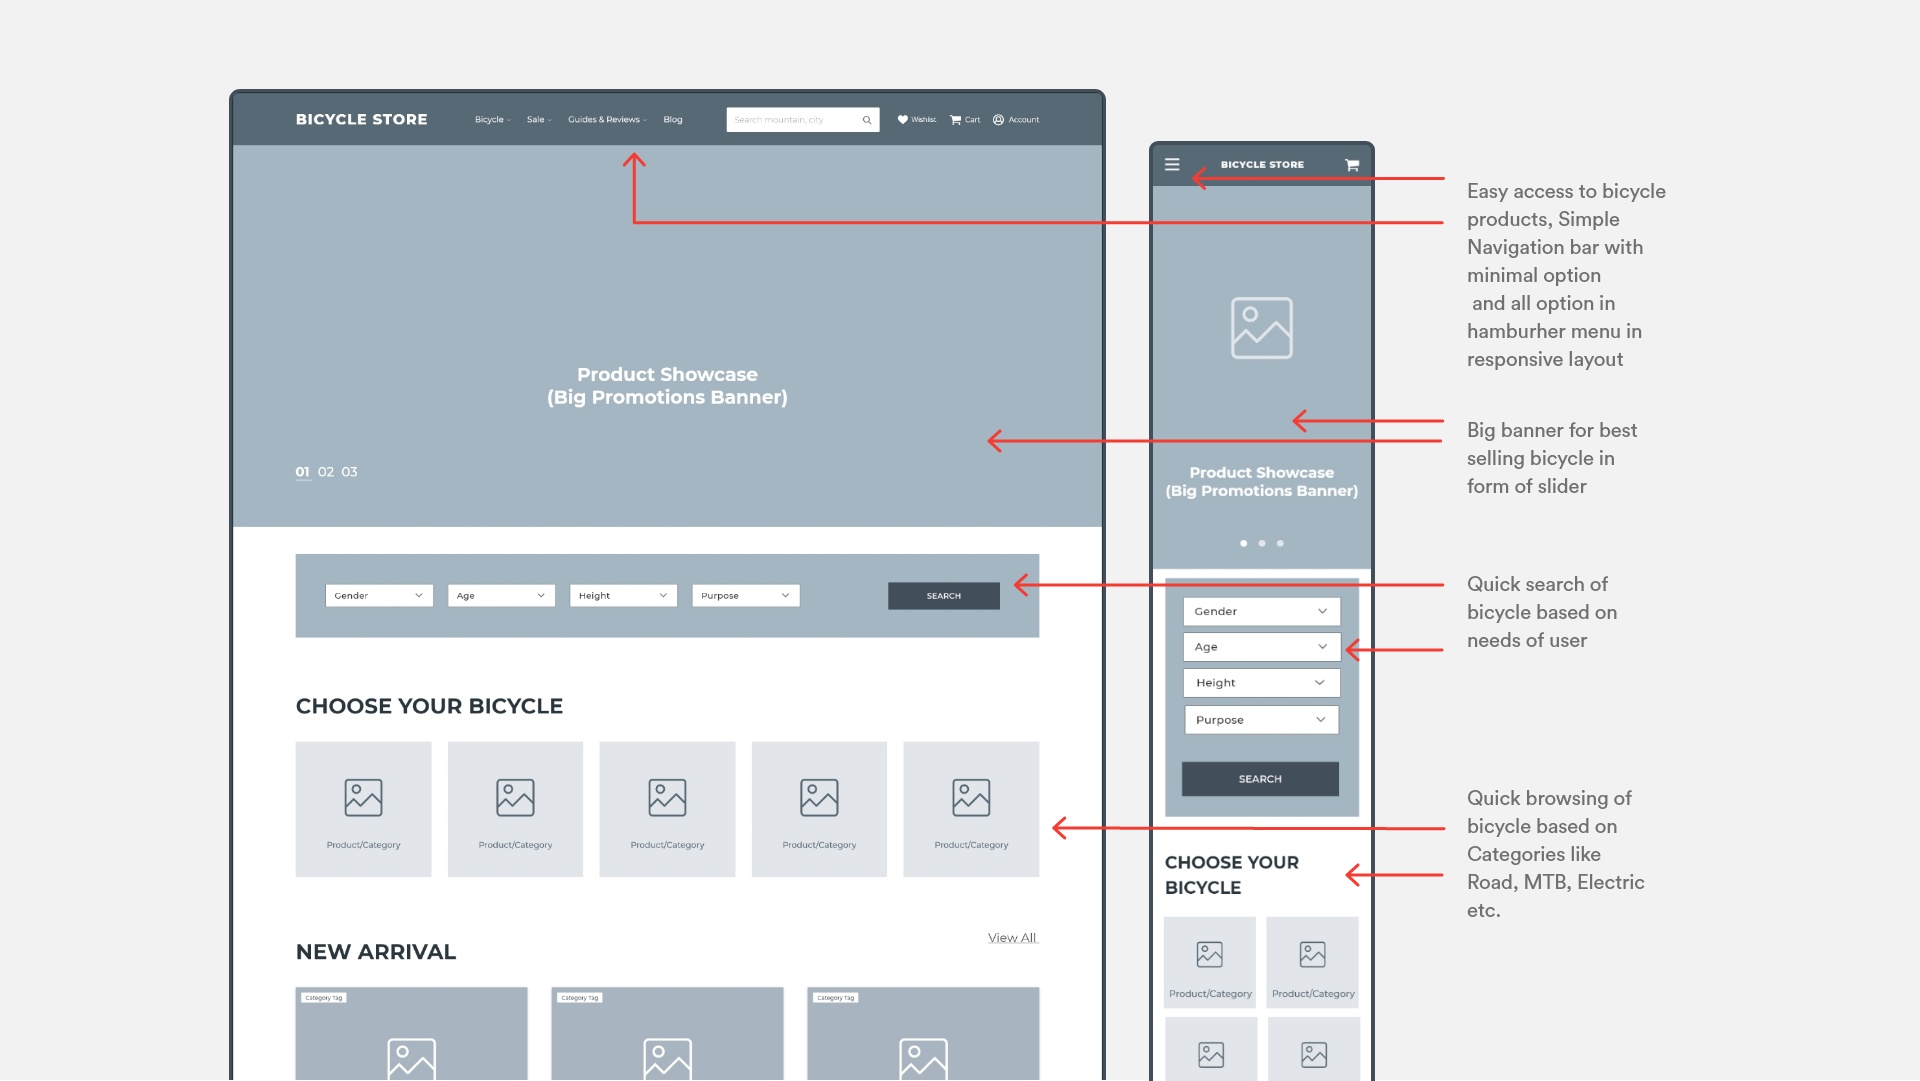 BICYCLE STORE
Bicycle
Sale
Guides & Reviews
Blog
Search mountain, city
Wishlist
Cart
Account
Product Showcase
(Big Promotions Banner)
01 02 03
Gender
Age
Height
Purpose
SEARCH
CHOOSE YOUR BICYCLE
Product/Category
Product/Category
Product/Category
Product/Category
Product/Category
NEW ARRIVAL
View All
Category Tag
Category Tag
Category Tag
BICYCLE STORE
Product Showcase
(Big Promotions Banner)
Gender
Age
Height
Purpose
SEARCH
CHOOSE YOUR
BICYCLE
Product/Category
Product/Category
Easy access to bicycle
products, Simple
Navigation bar with
minimal option
and all option in
hamburher menu in
responsive layout
Big banner for best
selling bicycle in
form of slider
Quick search of
bicycle based on
needs of user
Quick browsing of
bicycle based on
Categories like
Road, MTB, Electric
etc.